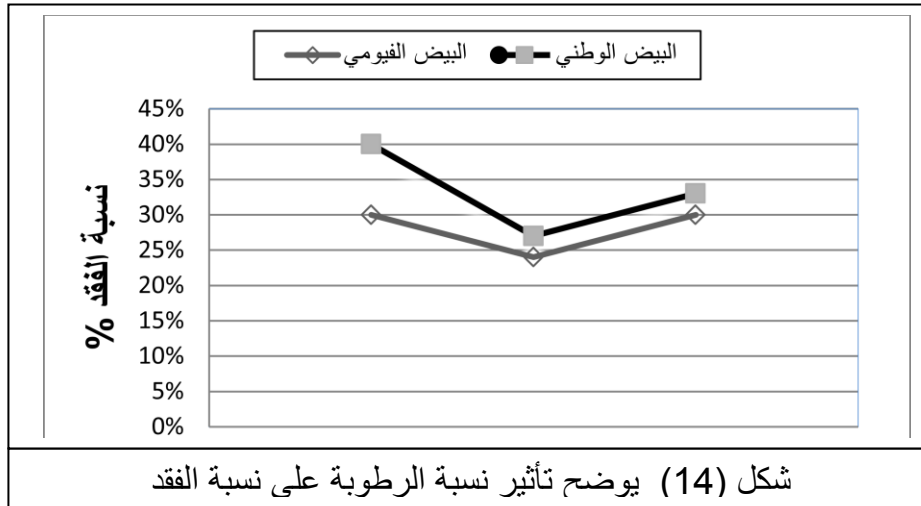 البيض الوطني
البيض الفيومي
45%
40%
35%
30%
25%
20%
15%
10%
5%
0%
نسبة الفقد %
شكل (14) يوضح تأثير نسبة الرطوبة على نسبة الفقد